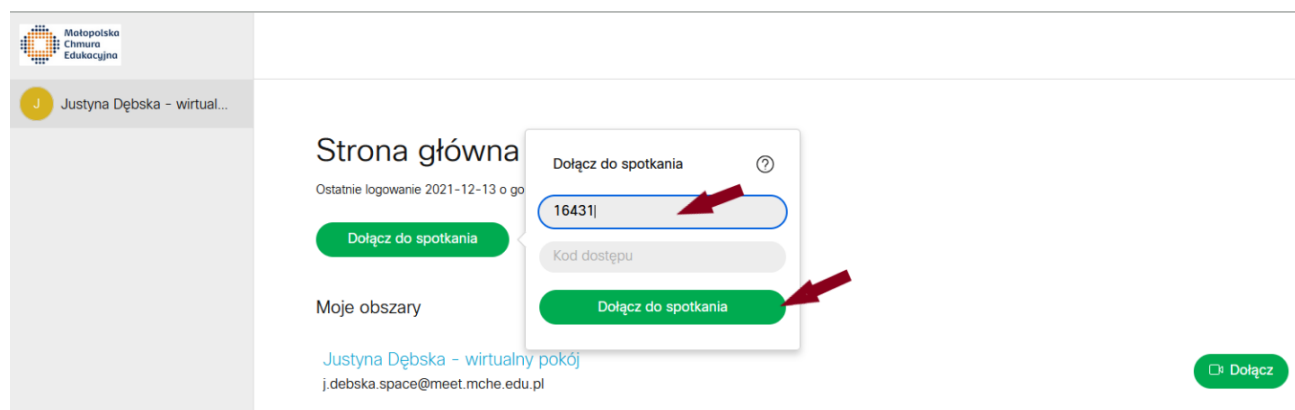 Małopolska
Chmura
Edukacyjna
J
Justyna Dębska - wirtual...
Strona główna
Ostatnie logowanie 2021-12-13 o go
Dołącz do spotkania
Dołącz do spotkania
?
16431
Kod dostępu
Dołącz do spotkania
Moje obszary
Justyna Dębska - wirtualny pokój
j.debska.space@meet.mche.edu.pl
Dołącz